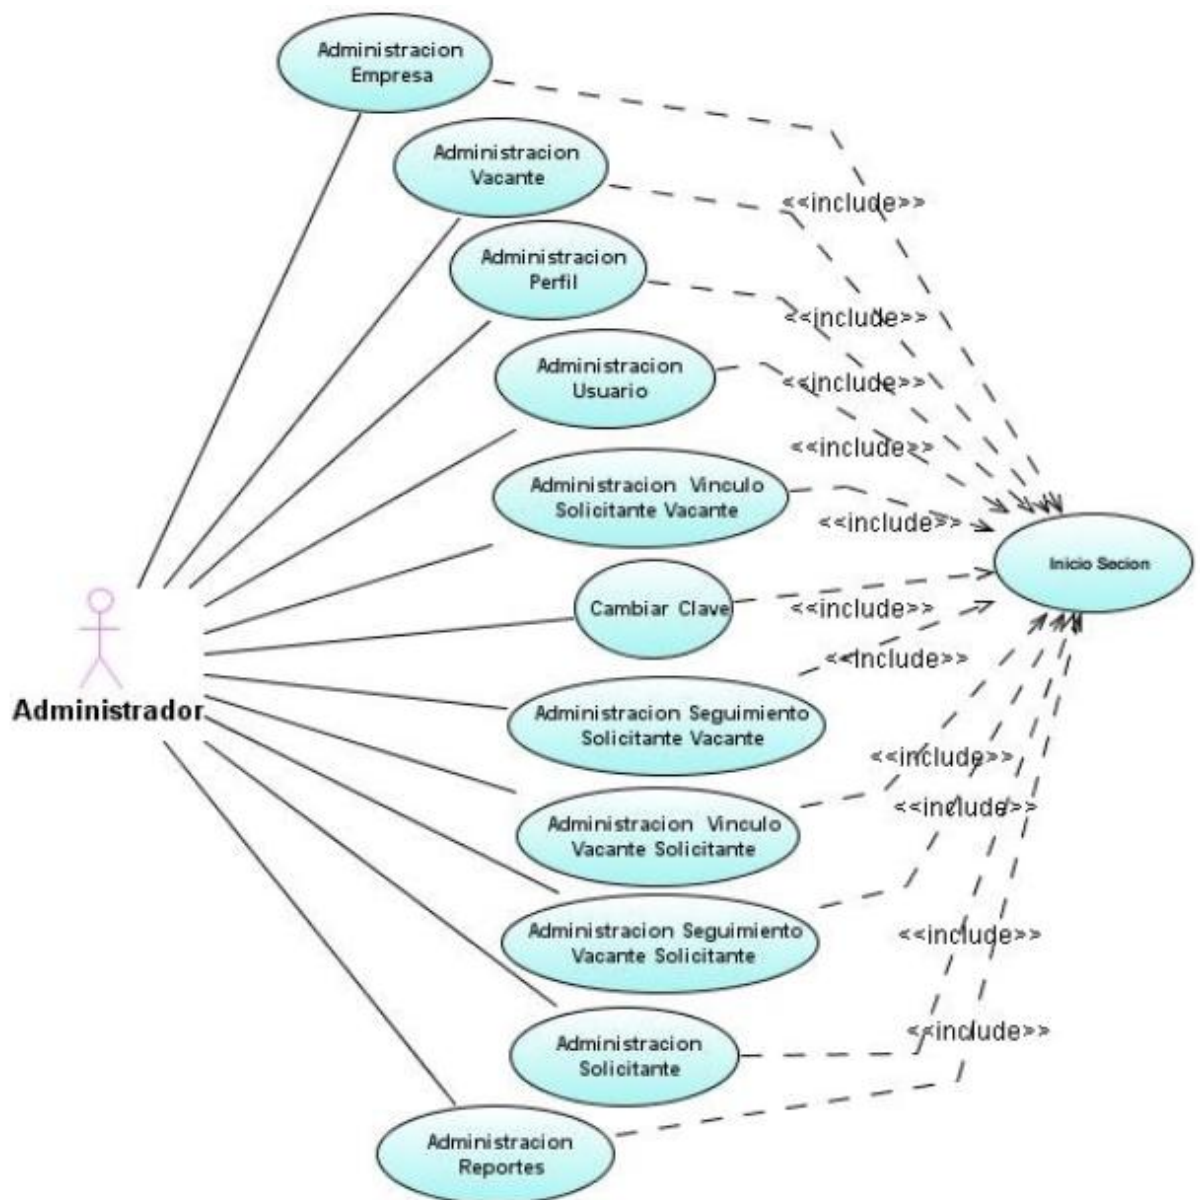 Administracion
Empresa
Administracion
Vacante
<<include>>
Administracion
Perfil
<<include>>
Administracion
Usuario
<<include>>
<<include>>
Administracion Vinculo
Solicitante Vacante
<<include>>
Inicio Secion
Cambiar Clave
<<include>>
<<include>>
Administrador
Administracion Seguimiento
Solicitante Vacante
<<include>>
<<include>>
Administracion Vinculo
Vacante Solicitante
Administracion Seguimiento
Vacante Solicitante
<<include>>
<<include>>
Administracion
Solicitante
Administracion
Reportes